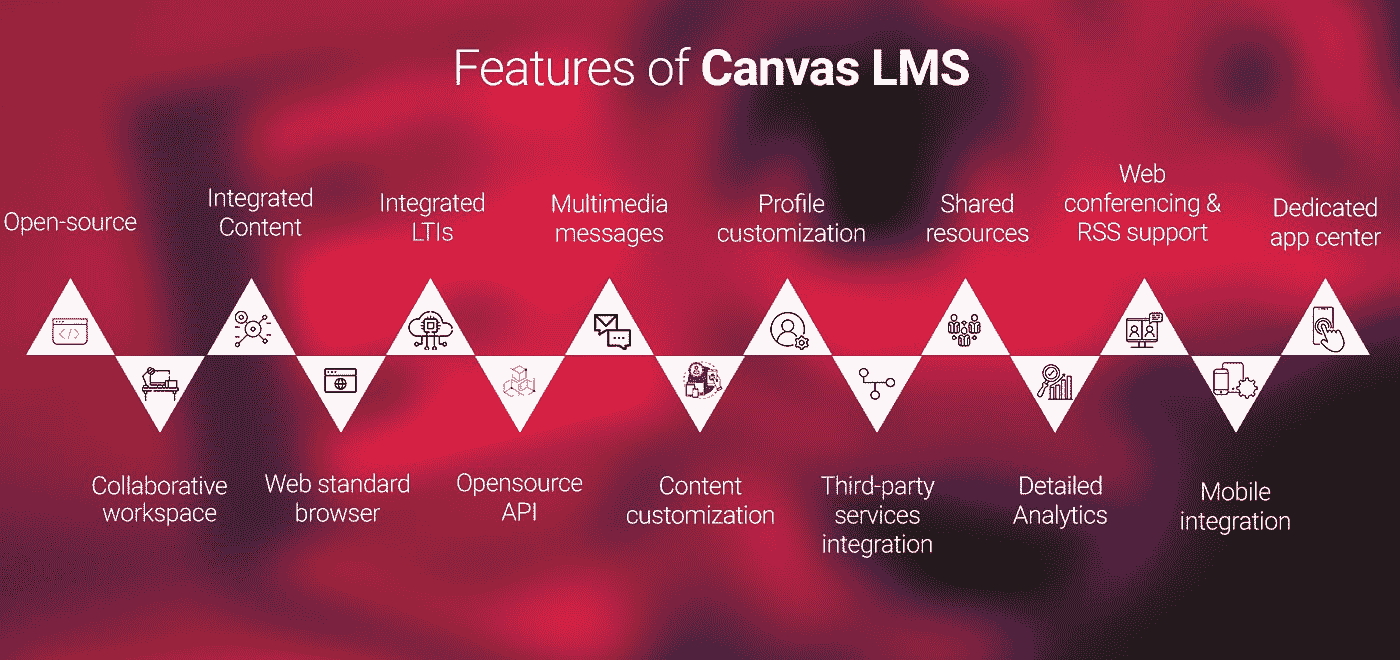 Features of Canvas LMS
Open-source
Integrated
Content
Integrated
LTIs
Multimedia
messages
Profile
customization
Shared
resources
Web
conferencing &
RSS support
Dedicated
app center
Collaborative
workspace
Web standard
browser
Opensource
API
Content
customization
Third-party
services
integration
Detailed
Analytics
Mobile
integration